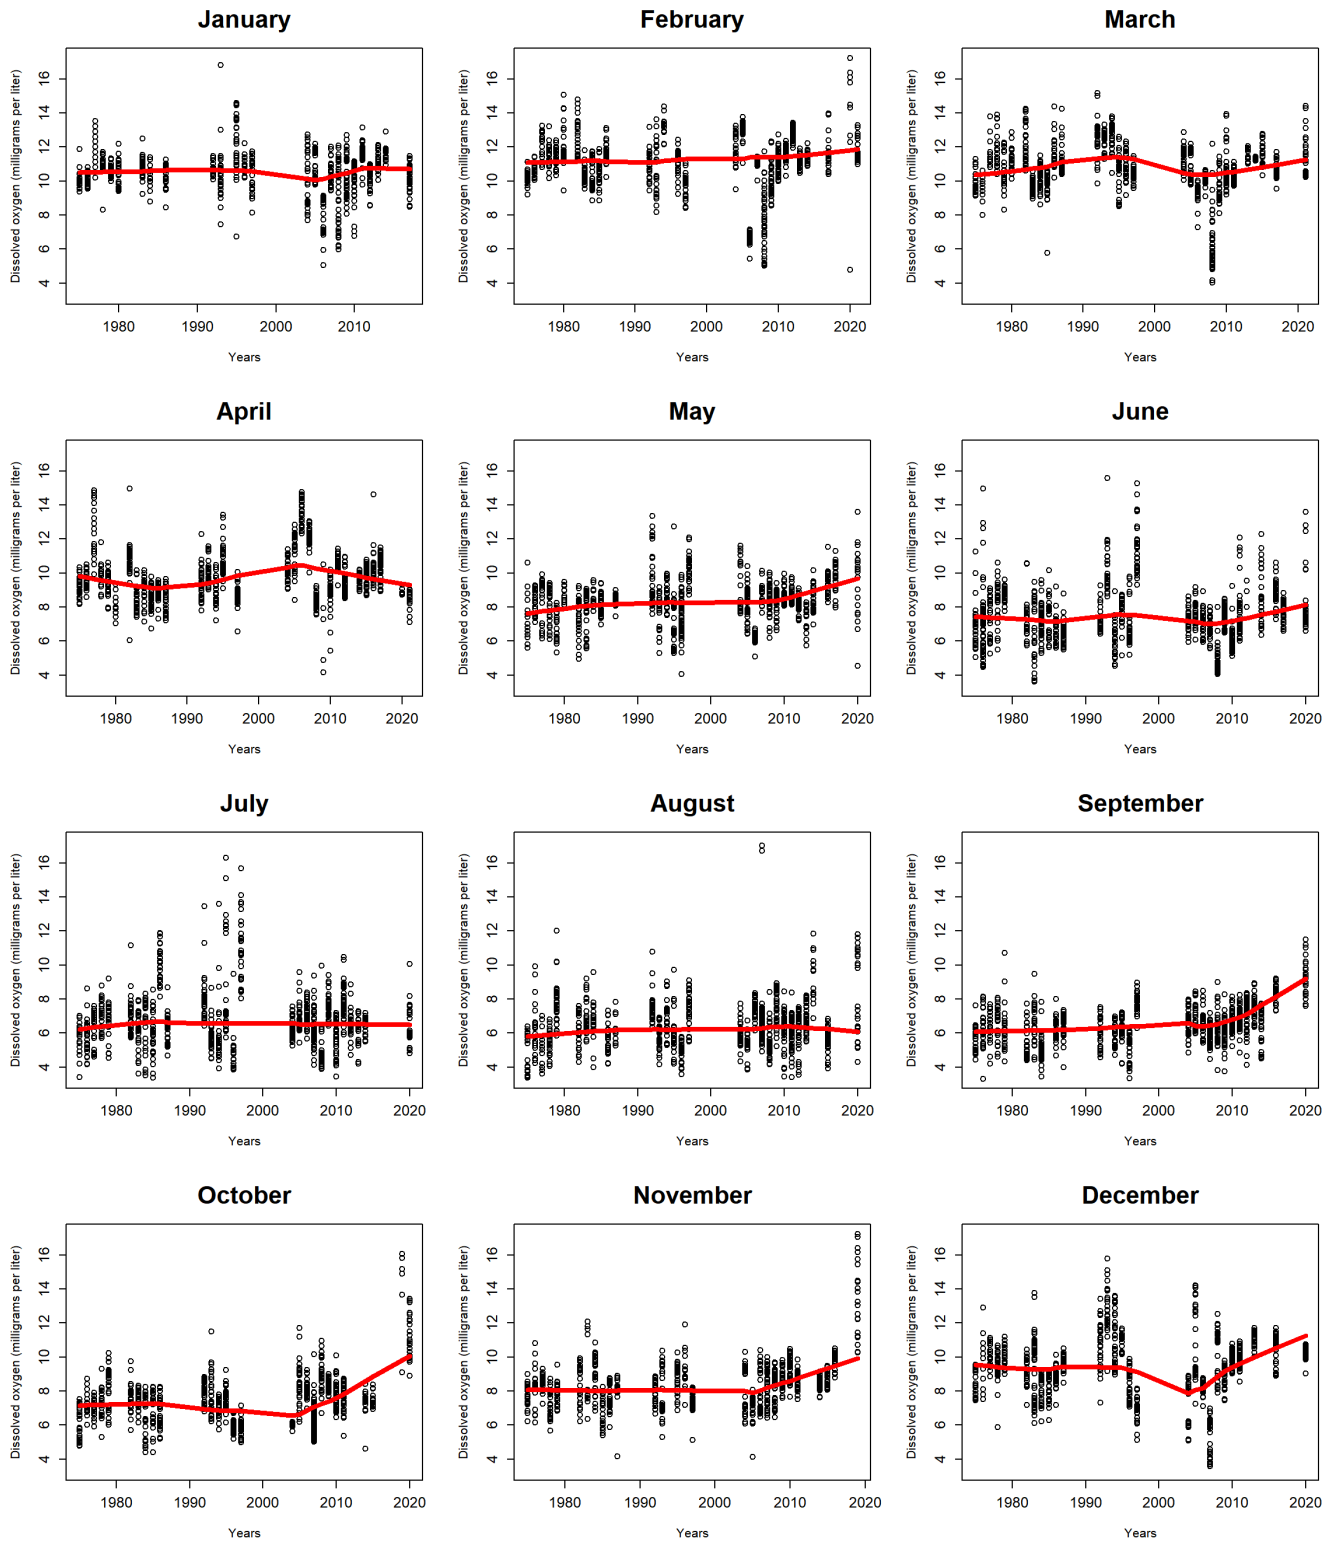 January
February
March
Dissolved oxygen (milligrams per liter)
4 6 8 10 12 14 16
1980 1990 2000 2010
Years
Dissolved oxygen (milligrams per liter)
4 6 8 10 12 14 16
1980 1990 2000 2010 2020
Years
Dissolved oxygen (milligrams per liter)
4 6 8 10 12 14 16
1980 1990 2000 2010 2020
Years
April
May
June
Dissolved oxygen (milligrams per liter)
4 6 8 10 12 14 16
1980 1990 2000 2010 2020
Years
Dissolved oxygen (milligrams per liter)
4 6 8 10 12 14 16
1980 1990 2000 2010 2020
Years
Dissolved oxygen (milligrams per liter)
4 6 8 10 12 14 16
1980 1990 2000 2010 2020
Years
July
August
September
Dissolved oxygen (milligrams per liter)
4 6 8 10 12 14 16
1980 1990 2000 2010 2020
Years
Dissolved oxygen (milligrams per liter)
4 6 8 10 12 14 16
1980 1990 2000 2010 2020
Years
Dissolved oxygen (milligrams per liter)
4 6 8 10 12 14 16
1980 1990 2000 2010 2020
Years
October
November
December
Dissolved oxygen (milligrams per liter)
4 6 8 10 12 14 16
1980 1990 2000 2010 2020
Years
Dissolved oxygen (milligrams per liter)
4 6 8 10 12 14 16
1980 1990 2000 2010 2020
Years
Dissolved oxygen (milligrams per liter)
4 6 8 10 12 14 16
1980 1990 2000 2010 2020
Years